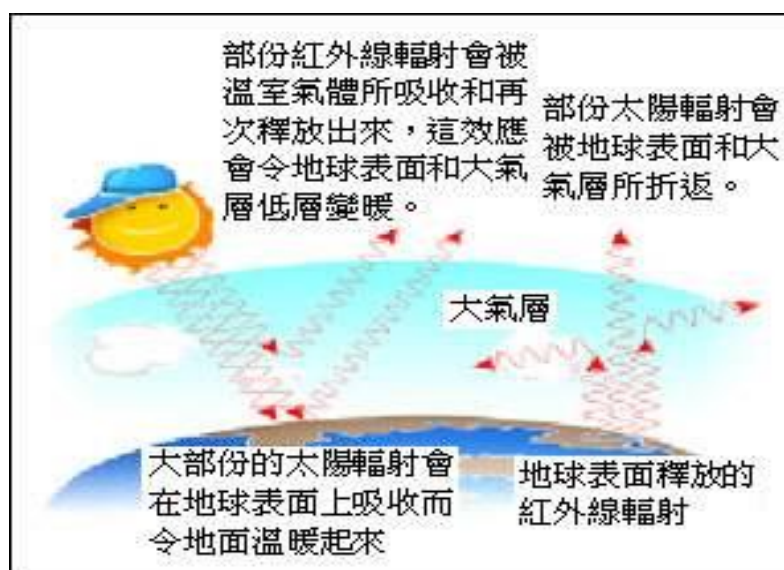 部份紅外線輻射會被
溫室氣體所吸收和再
次釋放出來，這效應
會令地球表面和大氣
層低層變暖。
部份太陽輻射會
被地球表面和大
氣層所折返。
大氣層
大部份的太陽輻射會
在地球表面上吸收而
令地面溫暖起來
地球表面釋放的
紅外線輻射